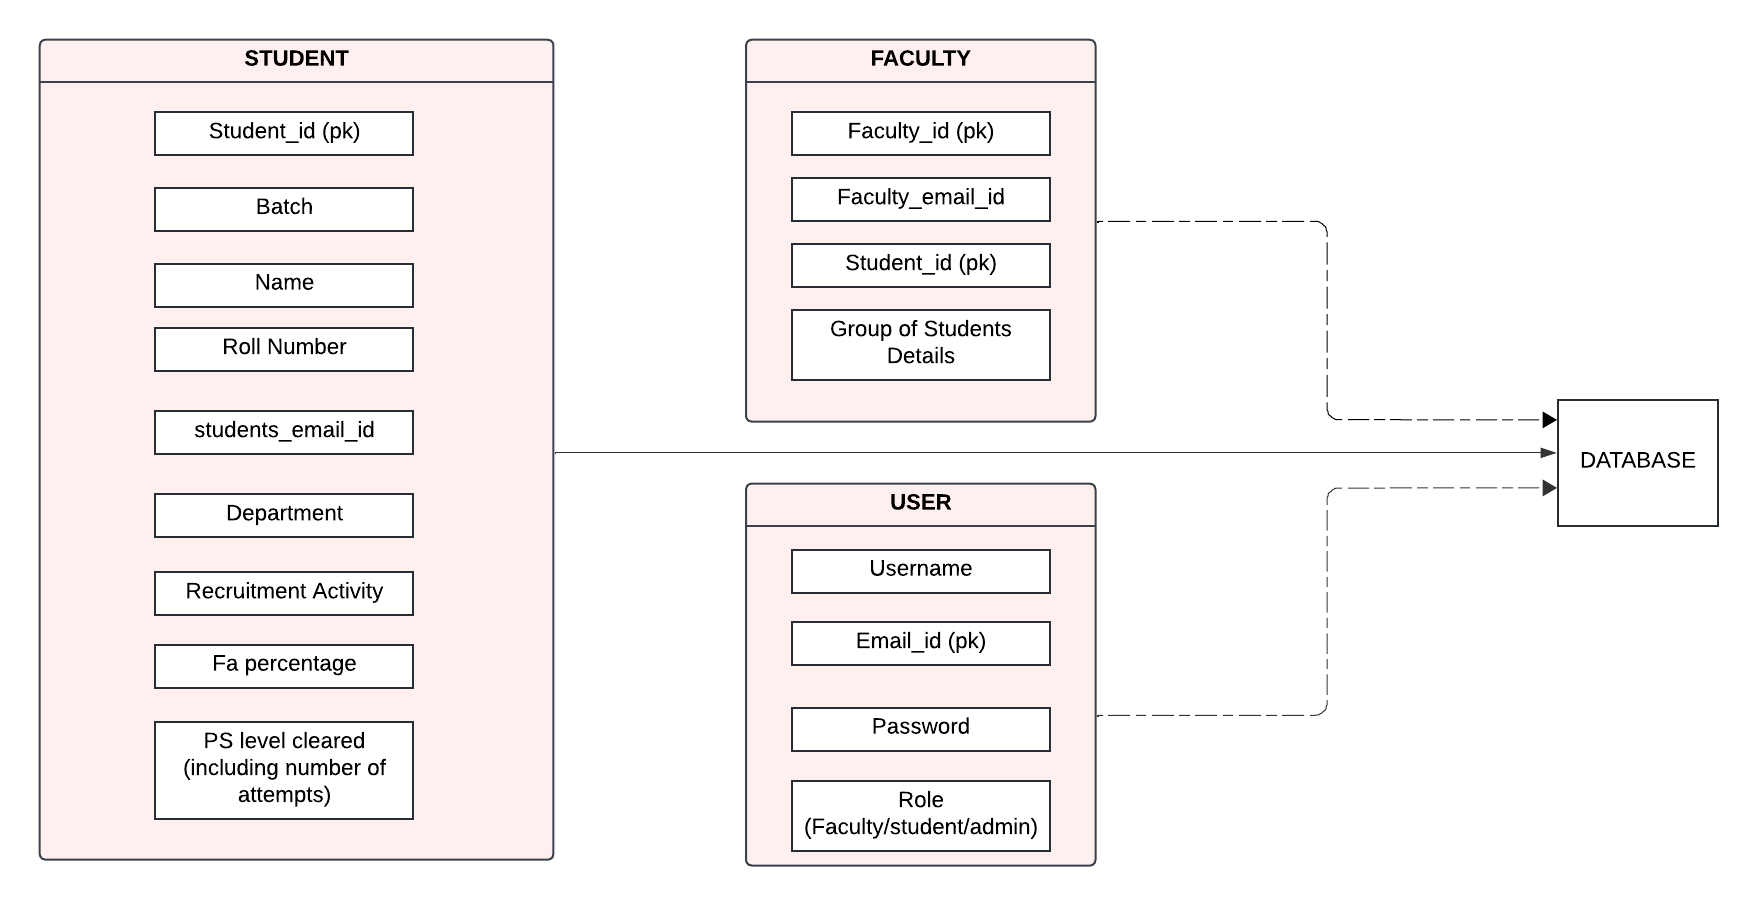 STUDENT
Student_id (pk)
Batch
Name
Roll Number
students_email_id
Department
Recruitment Activity
Fa percentage
PS level cleared
(including number of
attempts)
FACULTY
Faculty_id (pk)
Faculty_email_id
Student_id (pk)
Group of Students
Details
USER
Username
Email_id (pk)
Password
Role
(Faculty/student/admin)
DATABASE